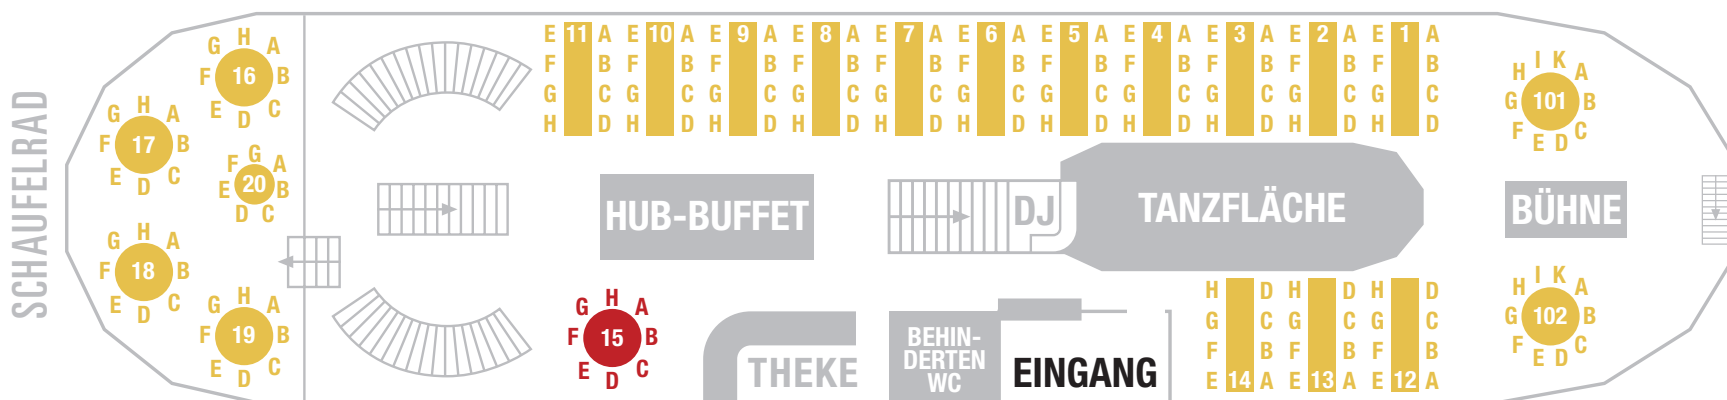 SCHAUFELRAD
E 11 A E 10 A E 9 A E 8 A E 7 A E 6 A E 5 A E 4 A E 3 A E 2 A E 1 A
F B F B F B F B F B F B F B F B F B F B F B
G C G C G C G C G C G C G C G C G C G C G C
H D H D H D H D H D H D H D H D H D H D H D
H
G A
F 16 B
E C
D
H
G A
F 17 B
E C
D
G
F A
E 20 B
D C
H
G A
F 18 B
E C
D
H
G A
F 19 B
E C
D
I K
H A
G 101 B
F C
E D
HUB-BUFFET
DJ
TANZFLÄCHE
BÜHNE
H
G A
F 15 B
E C
D
THEKE
BEHIN-
DERTEN
WC
EINGANG
H D H D H D
G C G C G C
F B F B F B
E 14 A E 13 A E 12 A
I K
H A
G 102 B
F C
E D